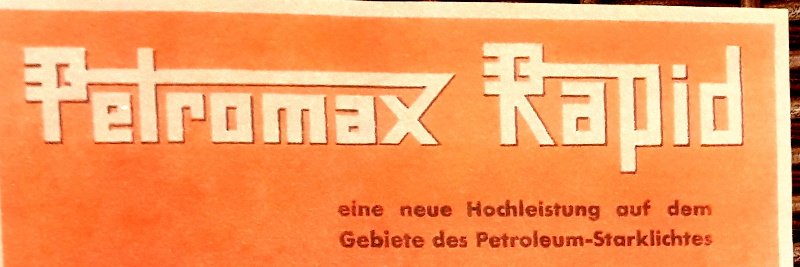 Petromax Rapid
eine neue Hochleistung auf dem
Gebiete des Petroleum-Starklichtes